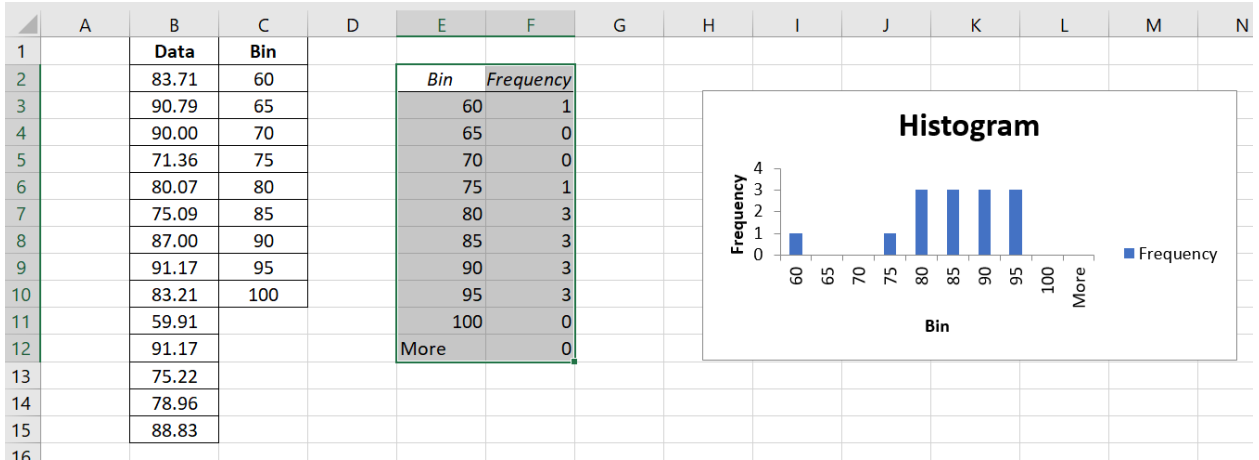 A B C D E F G H I J K L M N
1 Data Bin
2 83.71 60 Bin Frequency
3 90.79 65 60 1
4 90.00 70 65 0
5 71.36 75 70 0
6 80.07 80 75 1
7 75.09 85 80 3
8 87.00 90 85 3
9 91.17 95 90 3
10 83.21 100 95 3
11 59.91 100 0
12 91.17 More 0
13 75.22
14 78.96
15 88.83
16
Histogram
Frequency
4
3
2
1
0
60 65 70 75 80 85 90 95 100 More
Bin
Frequency